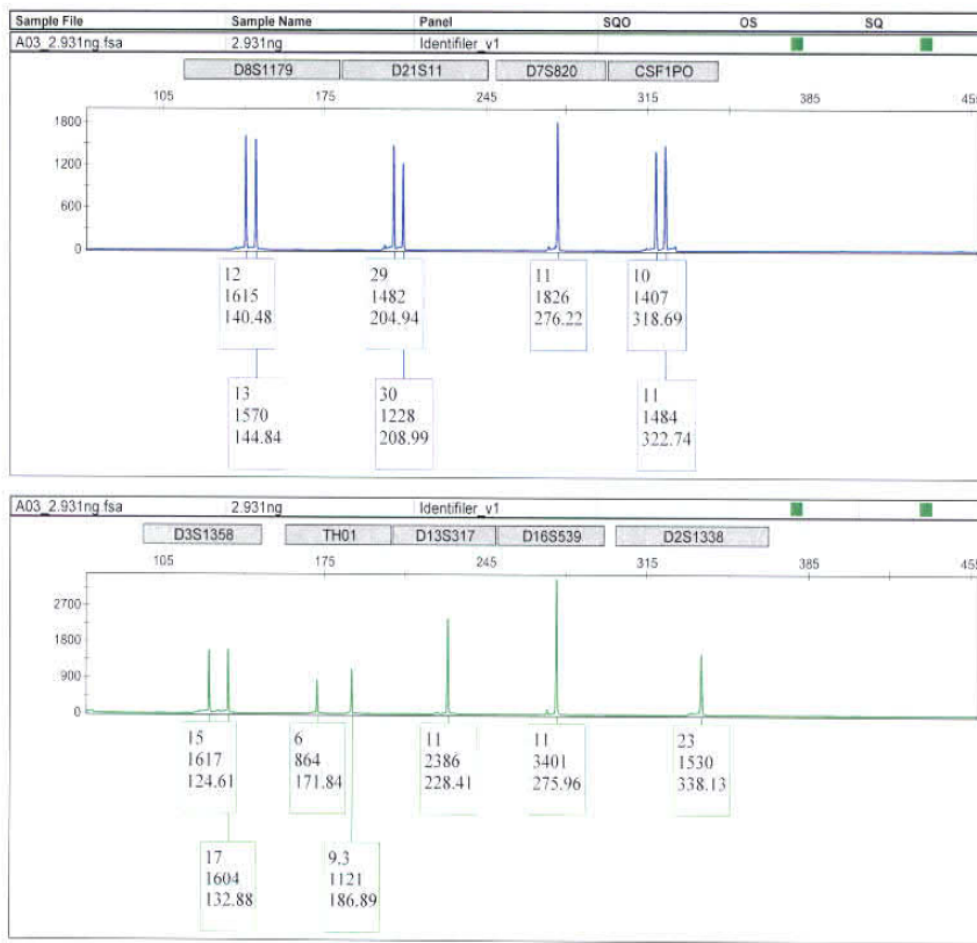 Sample File Sample Name Panel SQO OS SQ
A03_2.931ng.fsa 2.931ng Identifiler_v1
D8S1179 D21S11 D7S820 CSF1PO
105 175 245 315 385 455
1800
1200
600
0
12 29 11 10
1615 1482 1826 1407
140.48 204.94 276.22 318.69
13 30 11
1570 1228 1484
144.84 208.99 322.74
A03_2.931ng.fsa 2.931ng Identifiler_v1
D3S1358 TH01 D13S317 D16S539 D2S1338
105 175 245 315 385 455
2700
1800
900
0
15 6 11 11 23
1617 864 2386 3401 1530
124.61 171.84 228.41 275.96 338.13
17 9.3
1604 1121
132.88 186.89